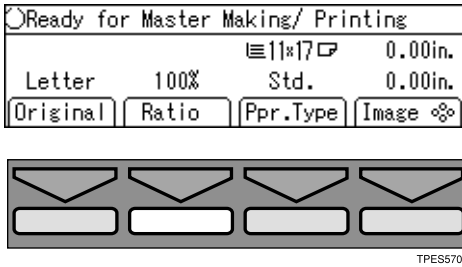 Ready for Master Making/ Printing
11×17 0.00in.
Letter 100% Std. 0.00in.
Original Ratio Ppr.Type Image
TPES570